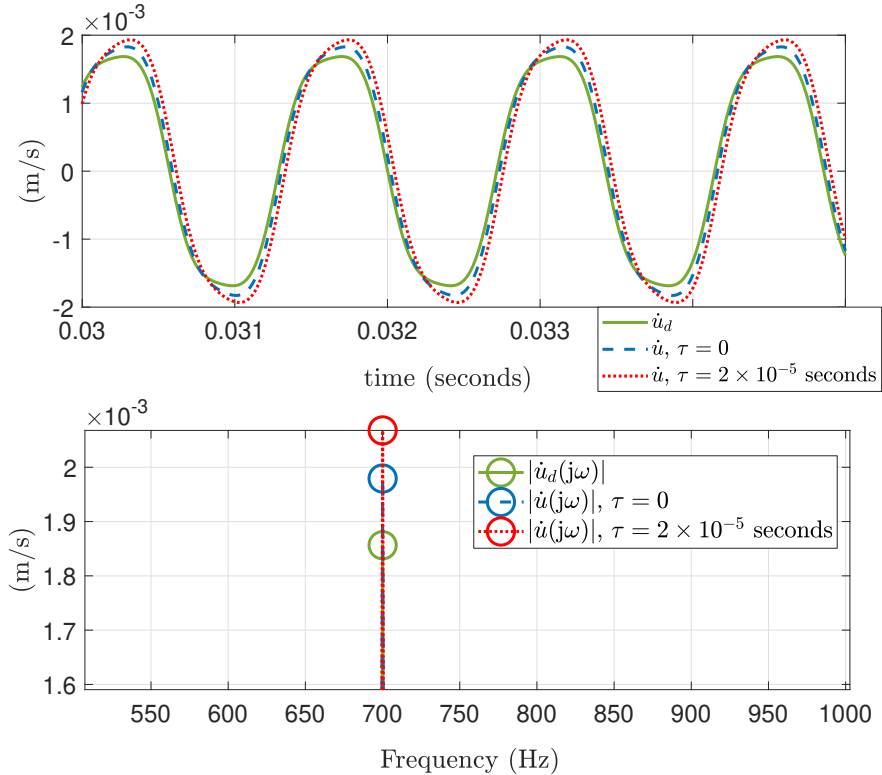 ×10⁻³
2
1
0
-1
-2
(m/s)
0.03 0.031 0.032 0.033
time (seconds)
u̇_d
u̇, τ = 0
u̇, τ = 2 × 10⁻⁵ seconds
×10⁻³
2
1.9
1.8
1.7
1.6
(m/s)
|u̇_d(jω)|
|u̇(jω)|, τ = 0
|u̇(jω)|, τ = 2 × 10⁻⁵ seconds
550 600 650 700 750 800 850 900 950 1000
Frequency (Hz)